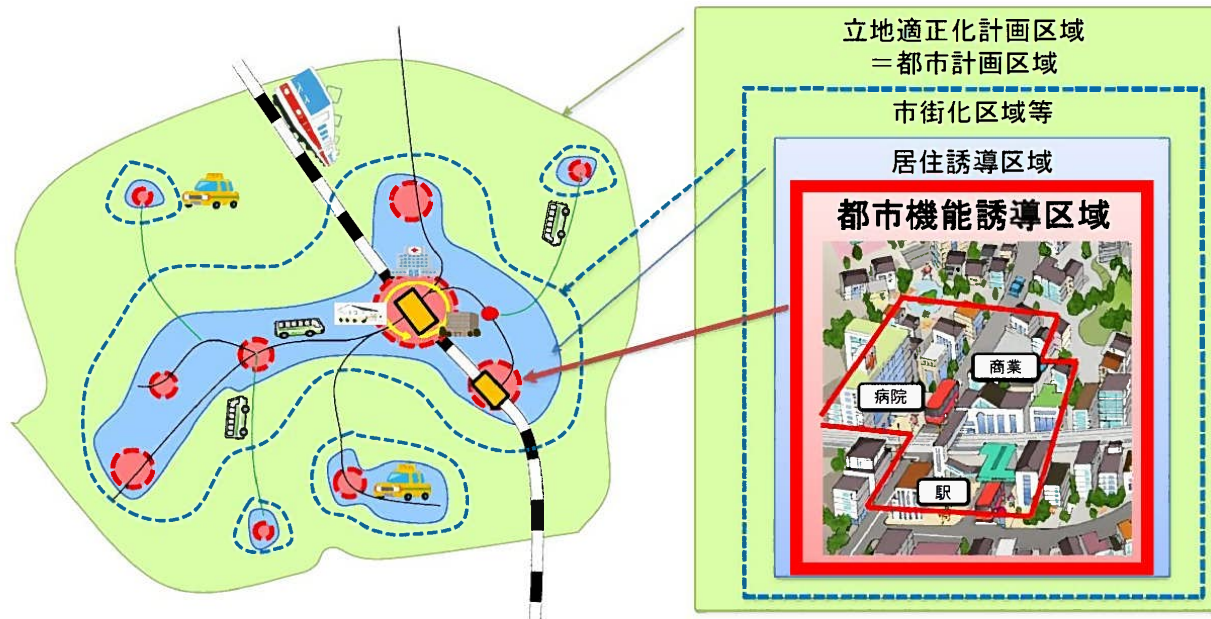 立地適正化計画区域
＝都市計画区域
市街化区域等
居住誘導区域
都市機能誘導区域
商業
病院
駅